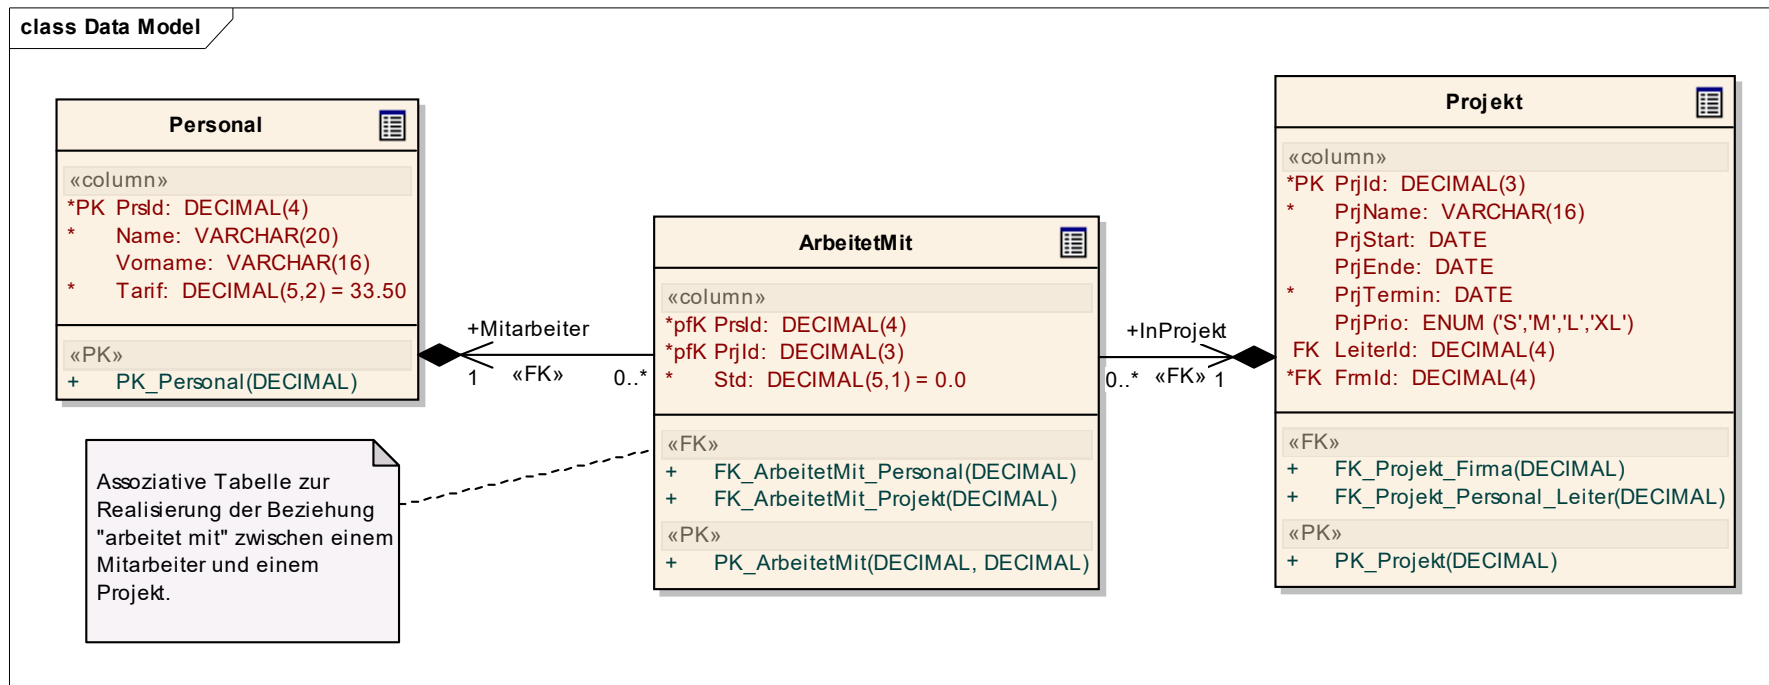 class Data Model
Personal
«column»
*PK PrsId: DECIMAL(4)
* Name: VARCHAR(20)
Vorname: VARCHAR(16)
* Tarif: DECIMAL(5,2) = 33.50
«PK»
+ PK_Personal(DECIMAL)
+Mitarbeiter
1
«FK»
0..*
ArbeitetMit
«column»
*pfK PrsId: DECIMAL(4)
*pfK PrjId: DECIMAL(3)
* Std: DECIMAL(5,1) = 0.0
«FK»
+ FK_ArbeitetMit_Personal(DECIMAL)
+ FK_ArbeitetMit_Projekt(DECIMAL)
«PK»
+ PK_ArbeitetMit(DECIMAL, DECIMAL)
+InProjekt
0..*
«FK»
1
Projekt
«column»
*PK PrjId: DECIMAL(3)
* PrjName: VARCHAR(16)
PrjStart: DATE
PrjEnde: DATE
* PrjTermin: DATE
PrjPrio: ENUM ('S','M','L','XL')
FK LeiterId: DECIMAL(4)
*FK FrmId: DECIMAL(4)
«FK»
+ FK_Projekt_Firma(DECIMAL)
+ FK_Projekt_Personal_Leiter(DECIMAL)
«PK»
+ PK_Projekt(DECIMAL)
Assoziative Tabelle zur
Realisierung der Beziehung
"arbeitet mit" zwischen einem
Mitarbeiter und einem
Projekt.